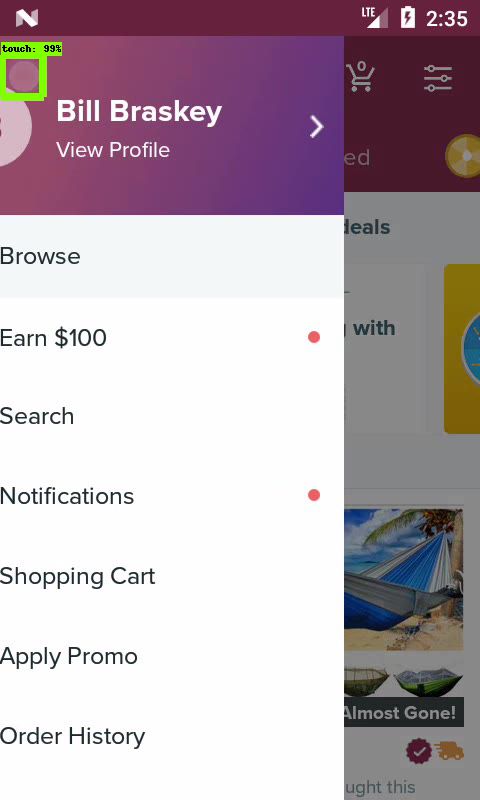 LTE
2:35
touch: 99%
0
Bill Braskey
View Profile
ed
deals
Browse
g with
Earn $100
Search
Notifications
Shopping Cart
Apply Promo
Almost Gone!
Order History
ught this